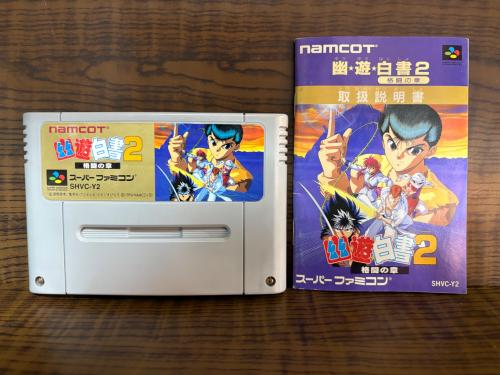 namcot
幽遊白書2
格闘の章
スーパーファミコン
SHVC-Y2
namcot
幽★遊★白書2
格闘の章
取扱説明書
幽遊白書2
格闘の章
スーパーファミコン
SHVC-Y2